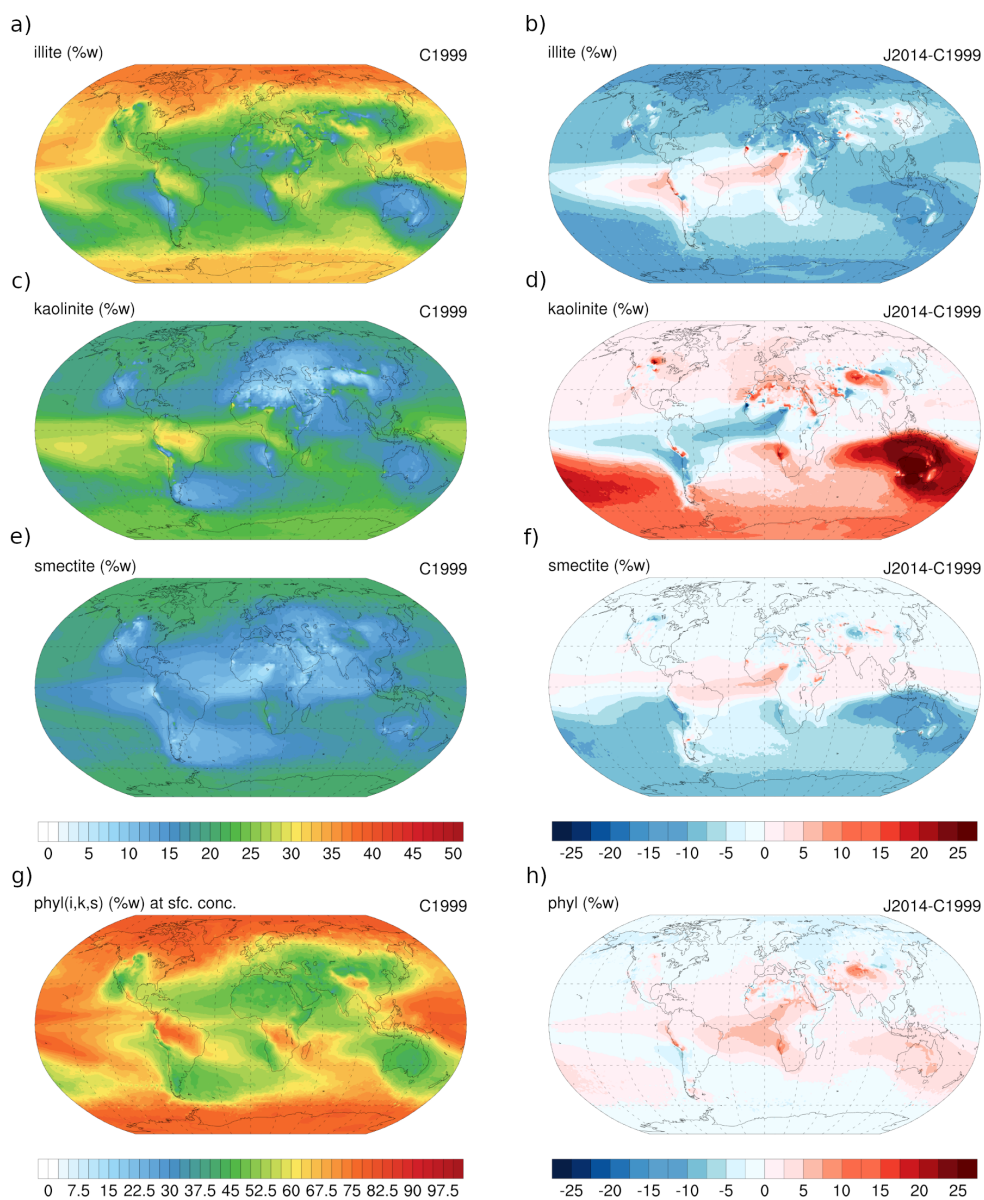 a) b)
illite (%w) C1999 illite (%w) J2014-C1999
c) d)
kaolinite (%w) C1999 kaolinite (%w) J2014-C1999
e) f)
smectite (%w) C1999 smectite (%w) J2014-C1999
0 5 10 15 20 25 30 35 40 45 50 -25 -20 -15 -10 -5 0 5 10 15 20 25
g) h)
phyl(i,k,s) (%w) at sfc. conc. C1999 phyl (%w) J2014-C1999
0 7.5 15 22.5 30 37.5 45 52.5 60 67.5 75 82.5 90 97.5 -25 -20 -15 -10 -5 0 5 10 15 20 25